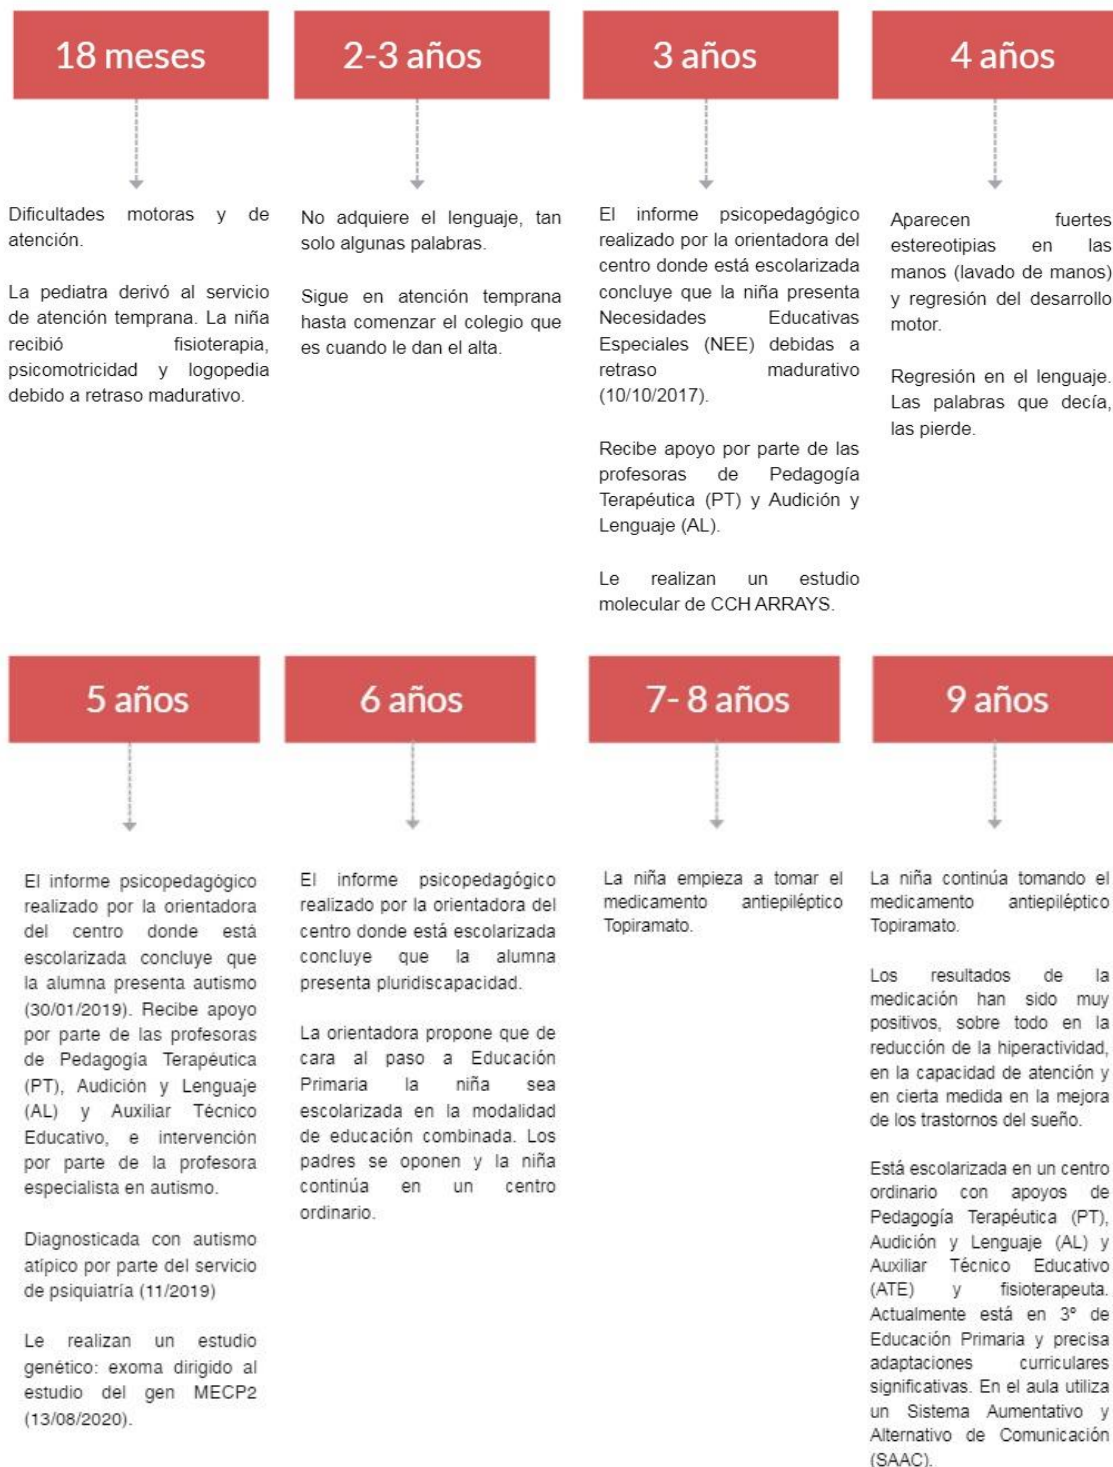 18 meses
Dificultades motoras y de
atención.
La pediatra derivó al servicio
de atención temprana. La niña
recibió fisioterapia,
psicomotricidad y logopedia
debido a retraso madurativo.
2-3 años
No adquiere el lenguaje, tan
solo algunas palabras.
Sigue en atención temprana
hasta comenzar el colegio que
es cuando le dan el alta.
3 años
El informe psicopedagógico
realizado por la orientadora del
centro donde está escolarizada
concluye que la niña presenta
Necesidades Educativas
Especiales (NEE) debidas a
retraso madurativo
(10/10/2017).
Recibe apoyo por parte de las
profesoras de Pedagogía
Terapéutica (PT) y Audición y
Lenguaje (AL).
Le realizan un estudio
molecular de CCH ARRAYS.
4 años
Aparecen fuertes
estereotipias en las
manos (lavado de manos)
y regresión del desarrollo
motor.
Regresión en el lenguaje.
Las palabras que decía,
las pierde.
5 años
El informe psicopedagógico
realizado por la orientadora
del centro donde está
escolarizada concluye que
la alumna presenta autismo
(30/01/2019). Recibe apoyo
por parte de las profesoras
de Pedagogía Terapéutica
(PT), Audición y Lenguaje
(AL) y Auxiliar Técnico
Educativo, e intervención
por parte de la profesora
especialista en autismo.
Diagnosticada con autismo
atípico por parte del servicio
de psiquiatría (11/2019)
Le realizan un estudio
genético: exoma dirigido al
estudio del gen MECP2
(13/08/2020).
6 años
El informe psicopedagógico
realizado por la orientadora del
centro donde está escolarizada
concluye que la alumna
presenta pluridiscapacidad.
La orientadora propone que de
cara al paso a Educación
Primaria la niña sea
escolarizada en la modalidad
de educación combinada. Los
padres se oponen y la niña
continúa en un centro
ordinario.
7- 8 años
La niña empieza a tomar el
medicamento antiepiléptico
Topiramato.
9 años
La niña continúa tomando el
medicamento antiepiléptico
Topiramato.
Los resultados de la
medicación han sido muy
positivos, sobre todo en la
reducción de la hiperactividad,
en la capacidad de atención y
en cierta medida en la mejora
de los trastornos del sueño.
Está escolarizada en un centro
ordinario con apoyos de
Pedagogía Terapéutica (PT),
Audición y Lenguaje (AL) y
Auxiliar Técnico Educativo
(ATE) y fisioterapeuta.
Actualmente está en 3º de
Educación Primaria y precisa
adaptaciones curriculares
significativas. En el aula utiliza
un Sistema Aumentativo y
Alternativo de Comunicación
(SAAC).